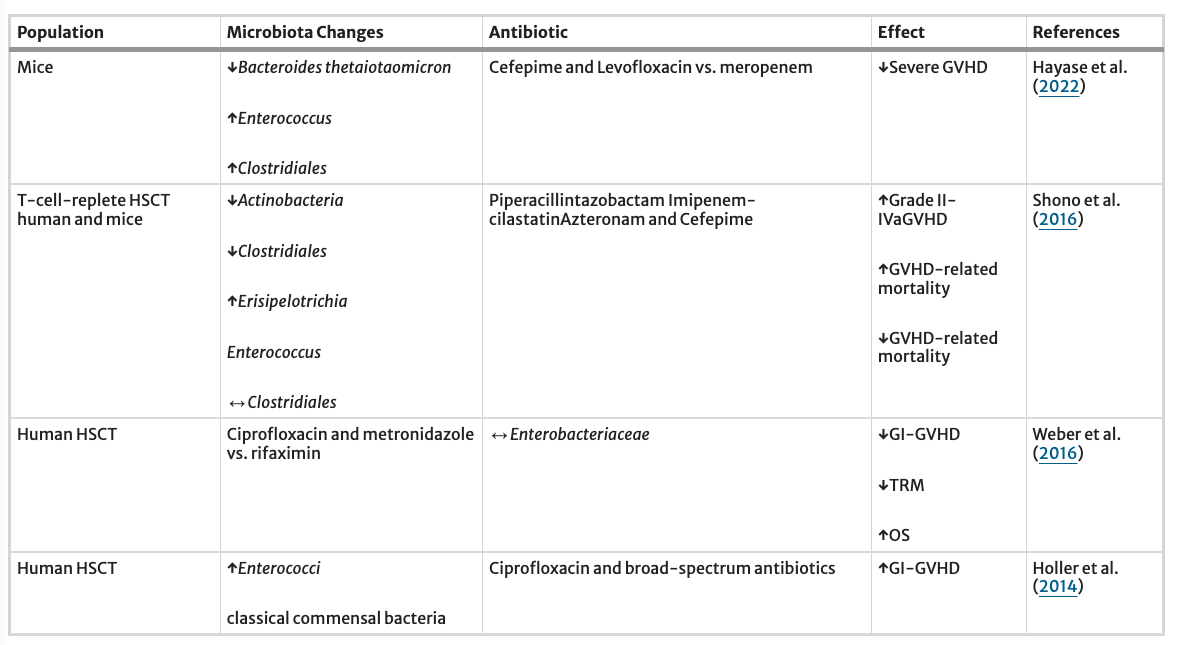 Population Microbiota Changes Antibiotic Effect References
Mice ↓Bacteroides thetaiotaomicron Cefepime and Levofloxacin vs. meropenem ↓Severe GVHD Hayase et al.
(2022)
↑Enterococcus
↑Clostridiales
T-cell-replete HSCT ↓Actinobacteria Piperacillintazobactam Imipenem- ↑Grade II- Shono et al.
human and mice cilastatinAzteronam and Cefepime IVaGVHD (2016)
↓Clostridiales
↑GVHD-related
mortality
↑Erisipelotrichia
↓GVHD-related
mortality
Enterococcus
↔Clostridiales
Human HSCT Ciprofloxacin and metronidazole ↔Enterobacteriaceae ↓GI-GVHD Weber et al.
vs. rifaximin (2016)
↓TRM
↑OS
Human HSCT ↑Enterococci Ciprofloxacin and broad-spectrum antibiotics ↑GI-GVHD Holler et al.
(2014)
classical commensal bacteria